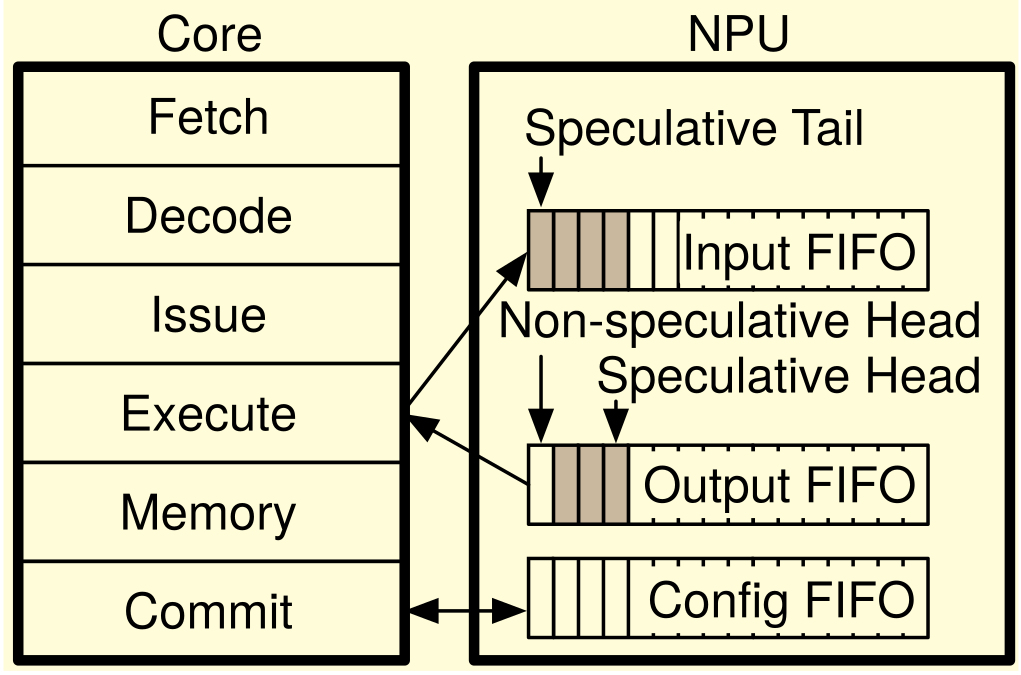 Core
Fetch
Decode
Issue
Execute
Memory
Commit
NPU
Speculative Tail
Input FIFO
Non-speculative Head
Speculative Head
Output FIFO
Config FIFO